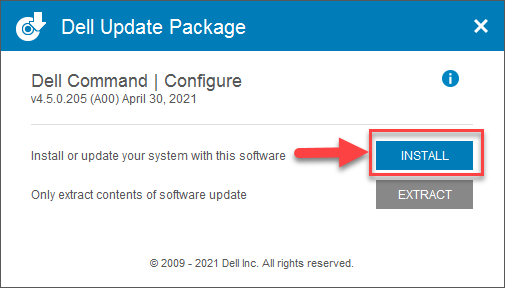 Dell Update Package
Dell Command | Configure
v4.5.0.205 (A00) April 30, 2021
Install or update your system with this software
INSTALL
Only extract contents of software update
EXTRACT
© 2009 - 2021 Dell Inc. All rights reserved.